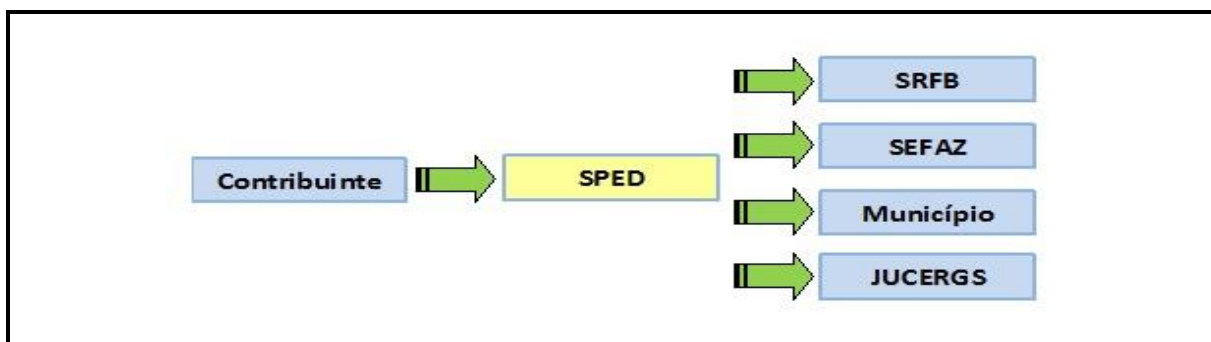 SRFB
SEFAZ
Contribuinte
SPED
Município
JUCERGS